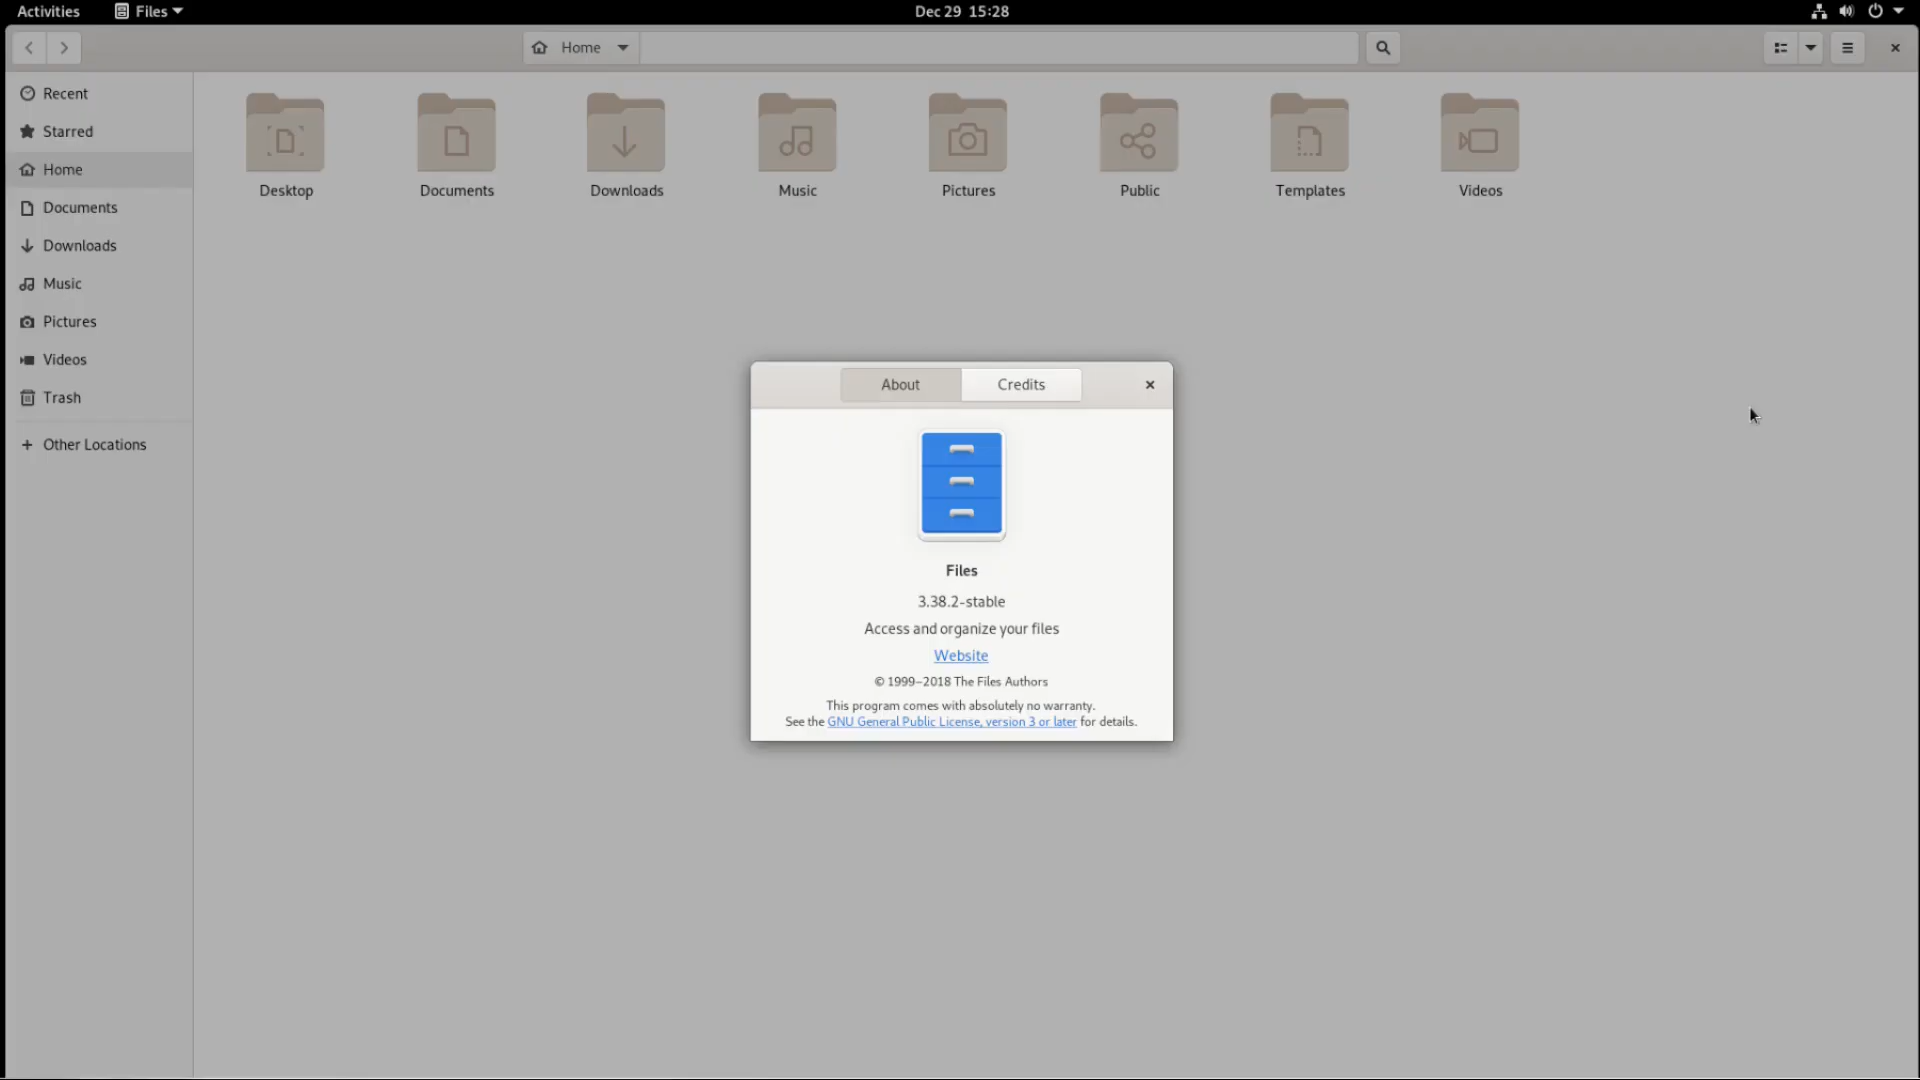 Activities Files Dec 29 15:28
Home
Recent
Starred
Home
Documents
Downloads
Music
Pictures
Videos
Trash
Other Locations
Desktop Documents Downloads Music Pictures Public Templates Videos
About Credits
Files
3.38.2-stable
Access and organize your files
Website
© 1999–2018 The Files Authors
This program comes with absolutely no warranty.
See the GNU General Public License, version 3 or later for details.